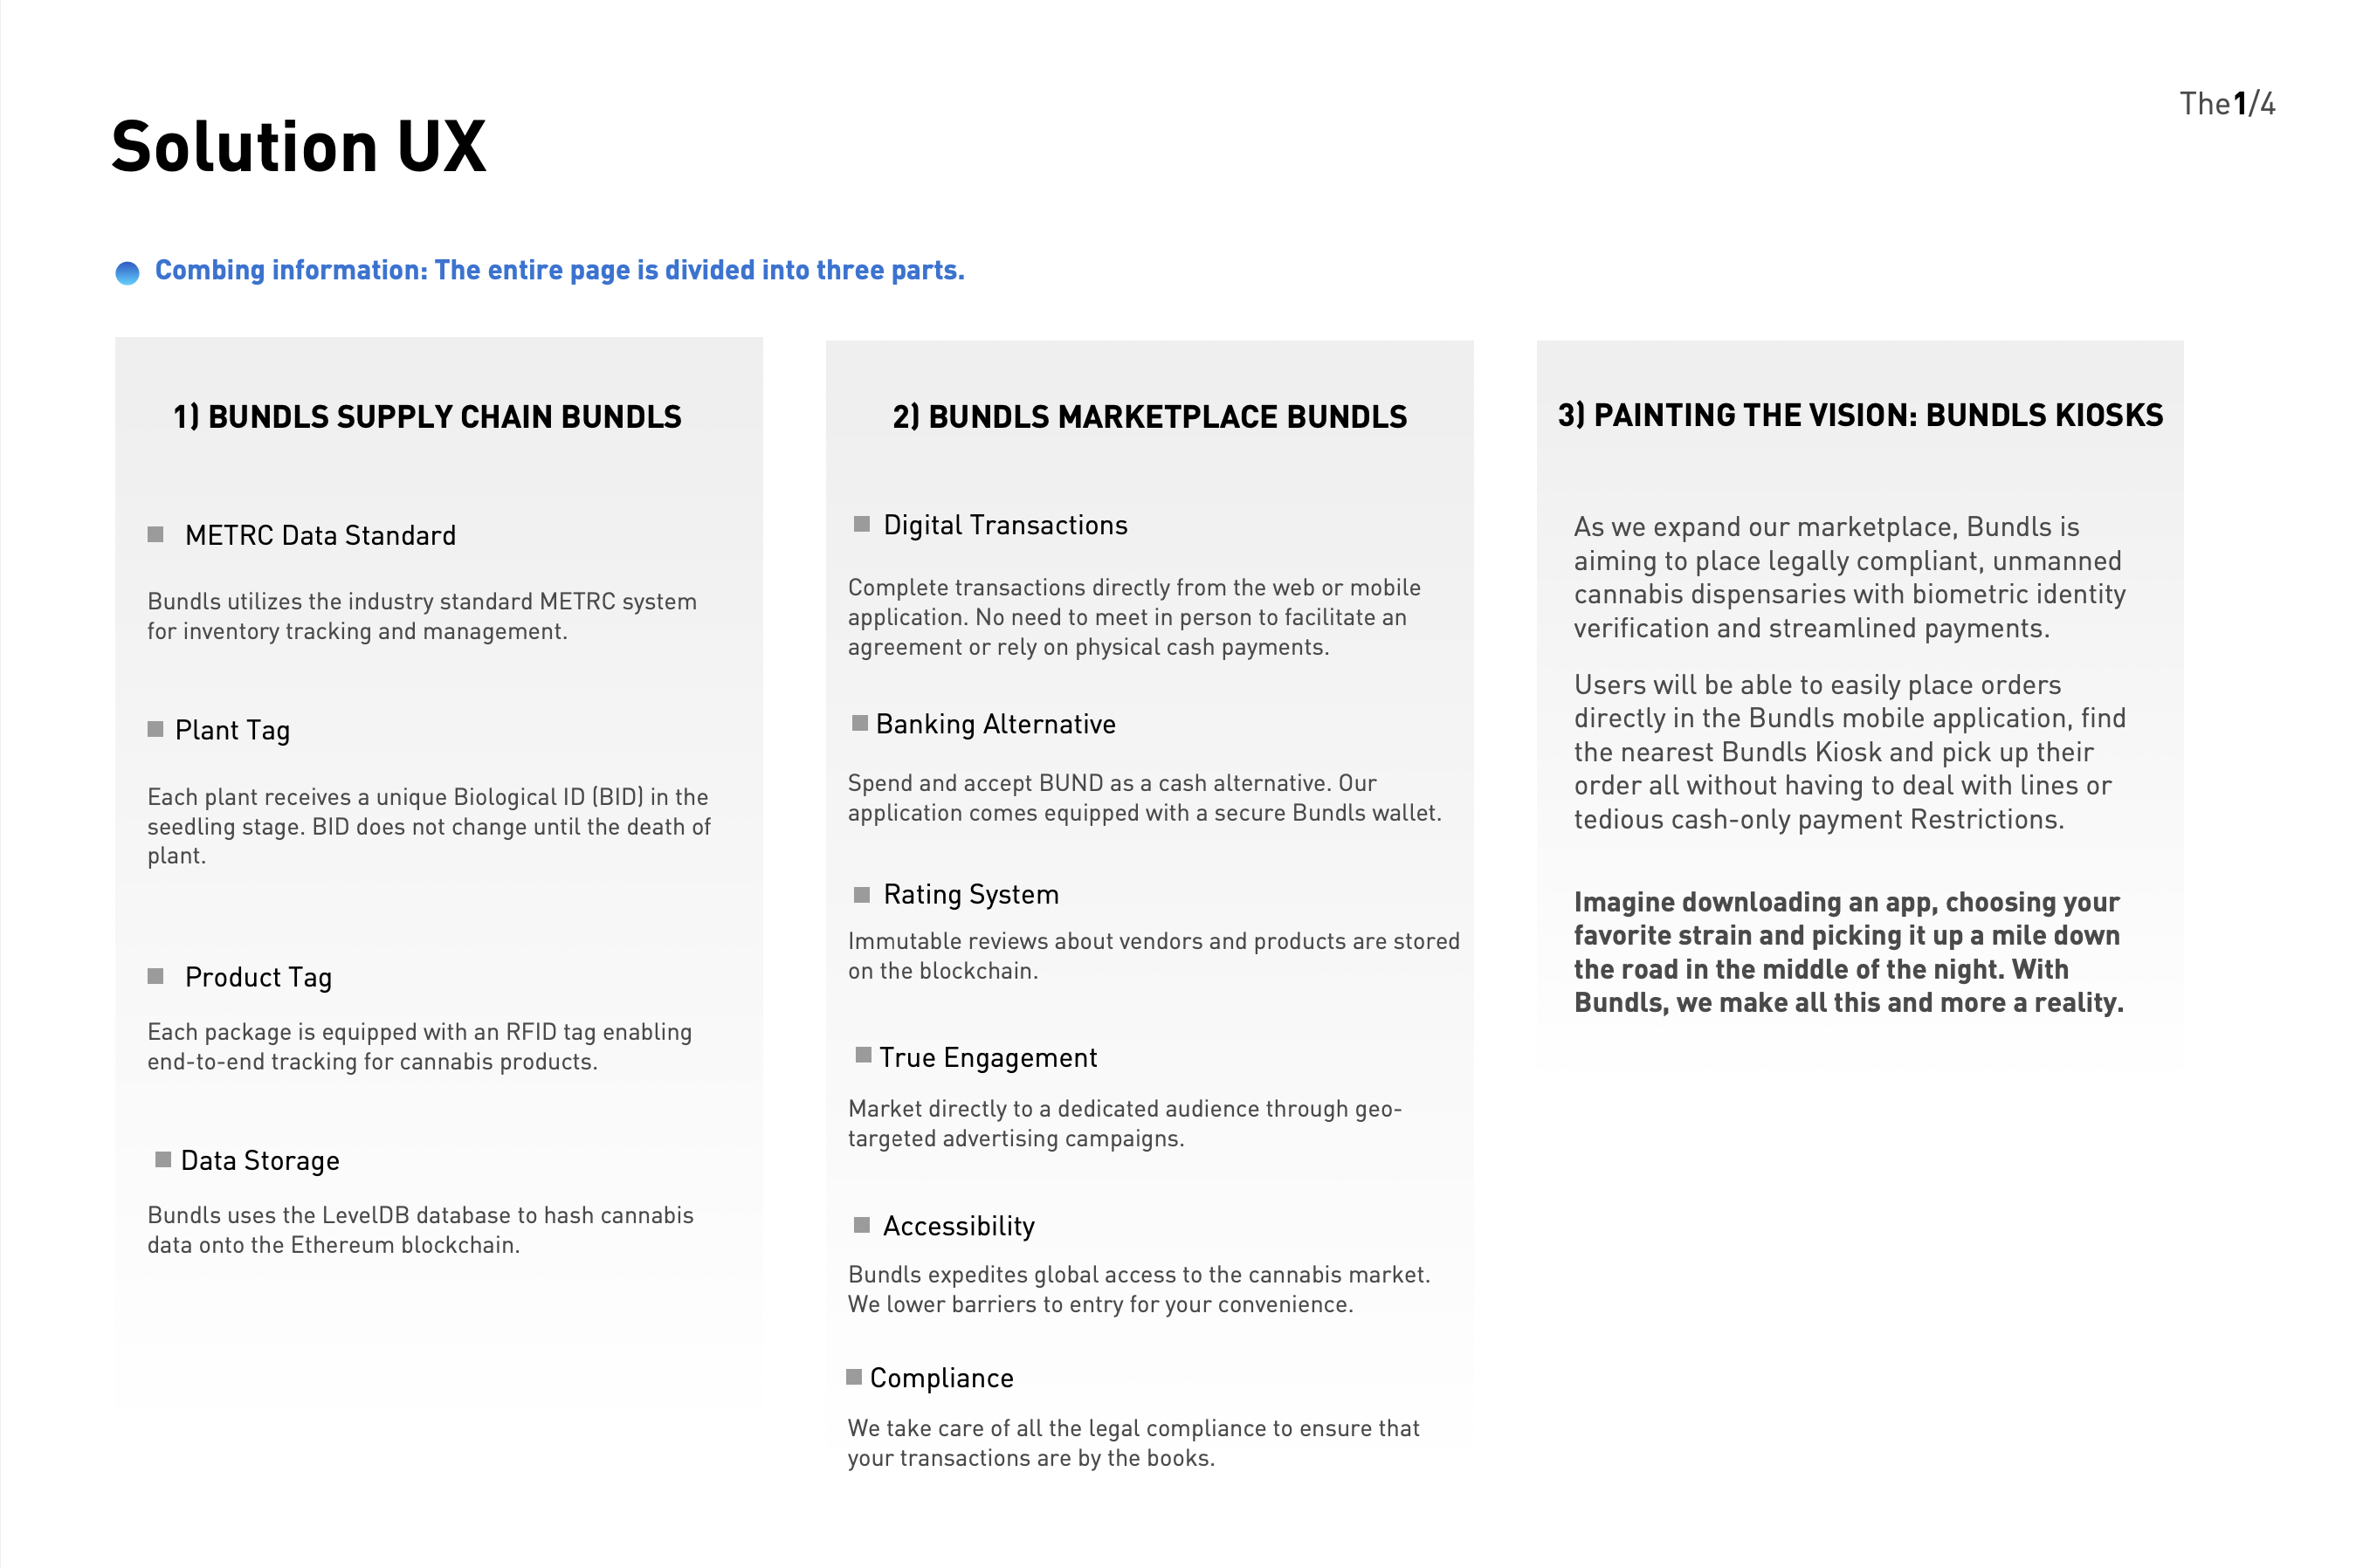 The1/4
Solution UX
Combing information: The entire page is divided into three parts.
1) BUNDLS SUPPLY CHAIN BUNDLS
METRC Data Standard
Bundls utilizes the industry standard METRC system
for inventory tracking and management.
Plant Tag
Each plant receives a unique Biological ID (BID) in the
seedling stage. BID does not change until the death of
plant.
Product Tag
Each package is equipped with an RFID tag enabling
end-to-end tracking for cannabis products.
Data Storage
Bundls uses the LevelDB database to hash cannabis
data onto the Ethereum blockchain.
2) BUNDLS MARKETPLACE BUNDLS
Digital Transactions
Complete transactions directly from the web or mobile
application. No need to meet in person to facilitate an
agreement or rely on physical cash payments.
Banking Alternative
Spend and accept BUND as a cash alternative. Our
application comes equipped with a secure Bundls wallet.
Rating System
Immutable reviews about vendors and products are stored
on the blockchain.
True Engagement
Market directly to a dedicated audience through geo-
targeted advertising campaigns.
Accessibility
Bundls expedites global access to the cannabis market.
We lower barriers to entry for your convenience.
Compliance
We take care of all the legal compliance to ensure that
your transactions are by the books.
3) PAINTING THE VISION: BUNDLS KIOSKS
As we expand our marketplace, Bundls is
aiming to place legally compliant, unmanned
cannabis dispensaries with biometric identity
verification and streamlined payments.
Users will be able to easily place orders
directly in the Bundls mobile application, find
the nearest Bundls Kiosk and pick up their
order all without having to deal with lines or
tedious cash-only payment Restrictions.
Imagine downloading an app, choosing your
favorite strain and picking it up a mile down
the road in the middle of the night. With
Bundls, we make all this and more a reality.